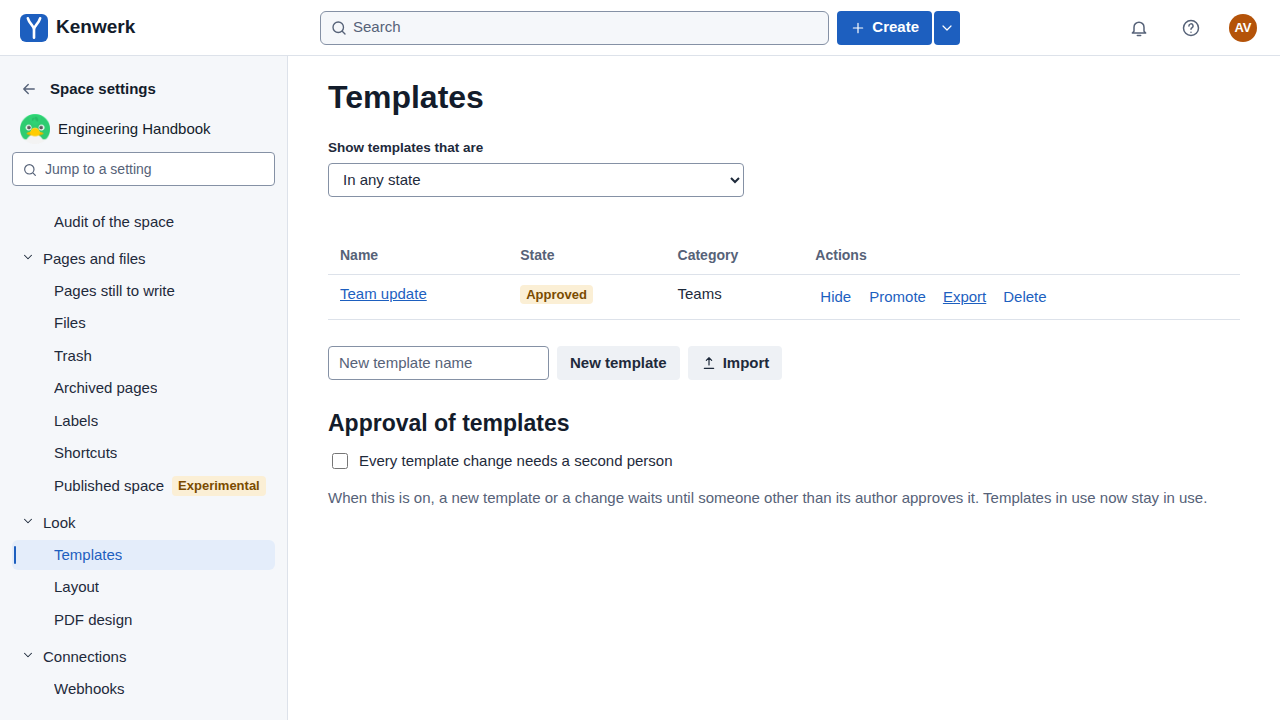 Kenwerk
Search
Create
AV
Space settings
Engineering Handbook
Jump to a setting
Audit of the space
Pages and files
Pages still to write
Files
Trash
Archived pages
Labels
Shortcuts
Published space Experimental
Look
Templates
Layout
PDF design
Connections
Webhooks
Templates
Show templates that are
In any state
Name State Category Actions
Team update Approved Teams Hide Promote Export Delete
New template name New template Import
Approval of templates
Every template change needs a second person
When this is on, a new template or a change waits until someone other than its author approves it. Templates in use now stay in use.